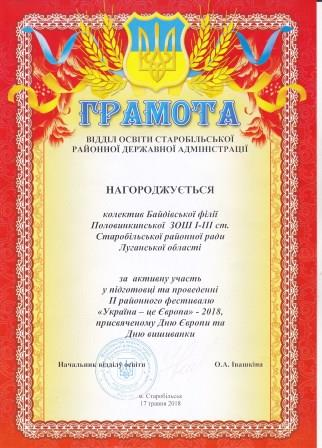 ГРАМОТА
ВІДДІЛ ОСВІТИ СТАРОБІЛЬСЬКОЇ
РАЙОННОЇ ДЕРЖАВНОЇ АДМІНІСТРАЦІЇ
НАГОРОДЖУЄТЬСЯ
колектив Байдівської філії
Половинкинської ЗОШ І-ІІІ ст.
Старобільської районної ради
Луганської області
за активну участь
у підготовці та проведенні
ІІ районного фестивалю
«Україна – це Європа» - 2018,
присвяченому Дню Європи та
Дню вишиванки
Начальник відділу освіти О.А. Івашкіна
м. Старобільськ
17 травня 2018